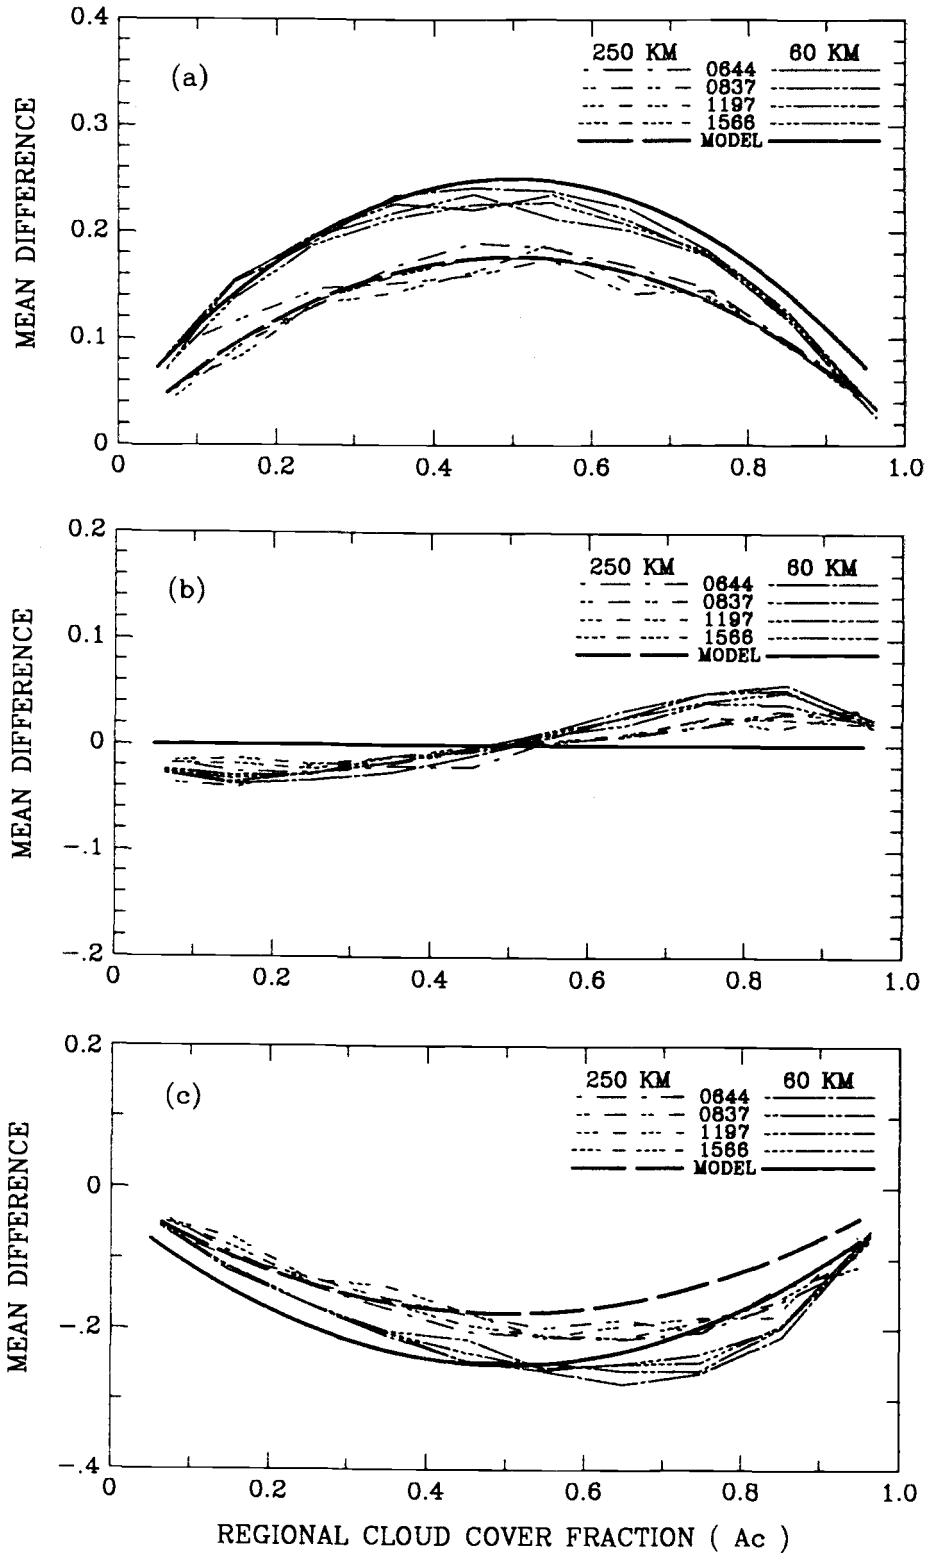 (a)
250 KM 60 KM
0644
0837
1197
1566
MODEL
0.4
0.3
0.2
0.1
0
MEAN DIFFERENCE
0 0.2 0.4 0.6 0.8 1.0
(b)
250 KM 60 KM
0644
0837
1197
1566
MODEL
0.2
0.1
0
-.1
-.2
MEAN DIFFERENCE
0 0.2 0.4 0.6 0.8 1.0
(c)
250 KM 60 KM
0644
0837
1197
1566
MODEL
0.2
0
-.2
-.4
MEAN DIFFERENCE
0 0.2 0.4 0.6 0.8 1.0
REGIONAL CLOUD COVER FRACTION ( Ac )